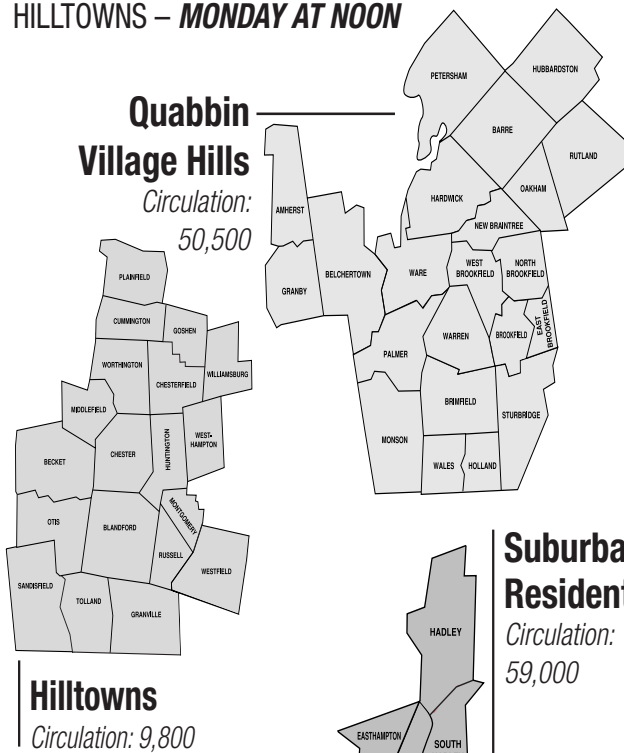 HILLTOWNS – MONDAY AT NOON
Quabbin
Village Hills
Circulation:
50,500
PETERSHAM
HUBBARDSTON
BARRE
RUTLAND
OAKHAM
HARDWICK
NEW BRAINTREE
AMHERST
GRANBY
BELCHERTOWN
WARE
WEST
BROOKFIELD
NORTH
BROOKFIELD
BROOKFIELD
EAST
BROOKFIELD
WARREN
PALMER
BRIMFIELD
STURBRIDGE
MONSON
WALES
HOLLAND
PLAINFIELD
CUMMINGTON
GOSHEN
WORTHINGTON
CHESTERFIELD
WILLIAMSBURG
MIDDLEFIELD
BECKET
CHESTER
HUNTINGTON
WEST-
HAMPTON
OTIS
BLANDFORD
MONTGOMERY
RUSSELL
WESTFIELD
SANDISFIELD
TOLLAND
GRANVILLE
Hilltowns
Circulation: 9,800
Suburba
Resident
Circulation:
59,000
HADLEY
EASTHAMPTON
SOUTH